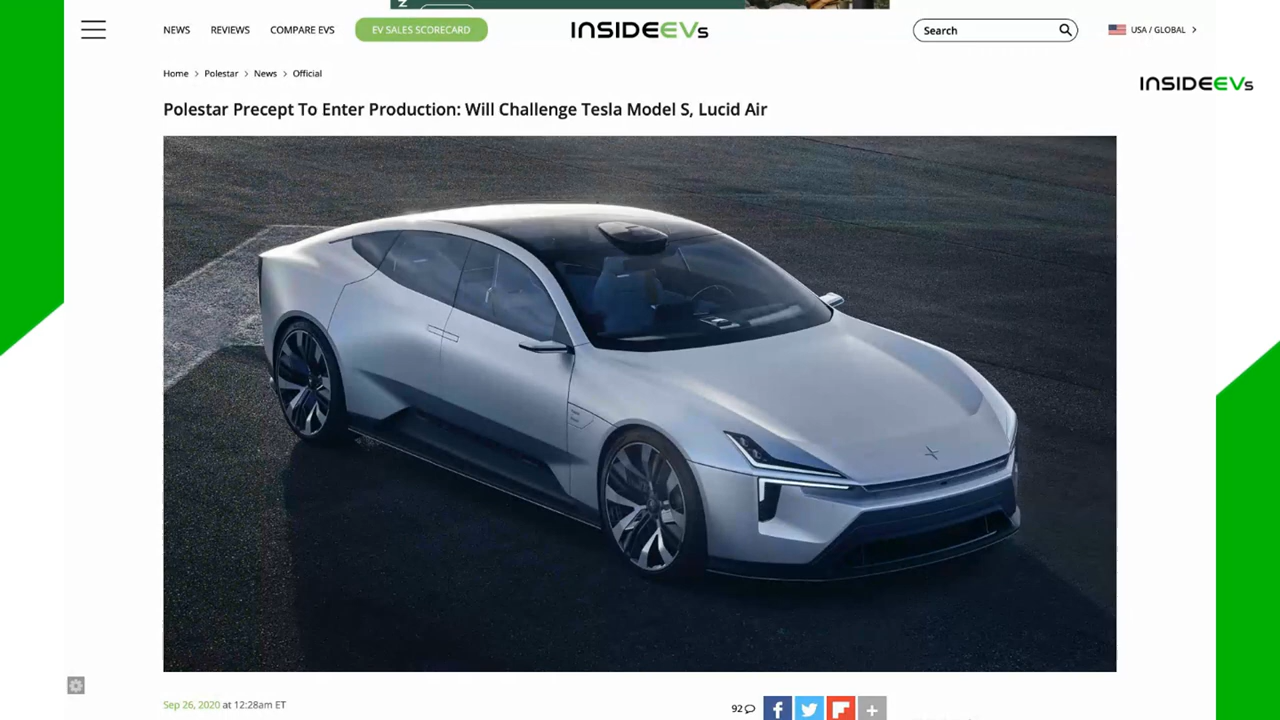 NEWS
REVIEWS
COMPARE EVS
EV SALES SCORECARD
INSIDEEVs
Search
USA / GLOBAL
Home > Polestar > News > Official
INSIDEEVs
Polestar Precept To Enter Production: Will Challenge Tesla Model S, Lucid Air
Sep 26, 2020 at 12:28am ET
92